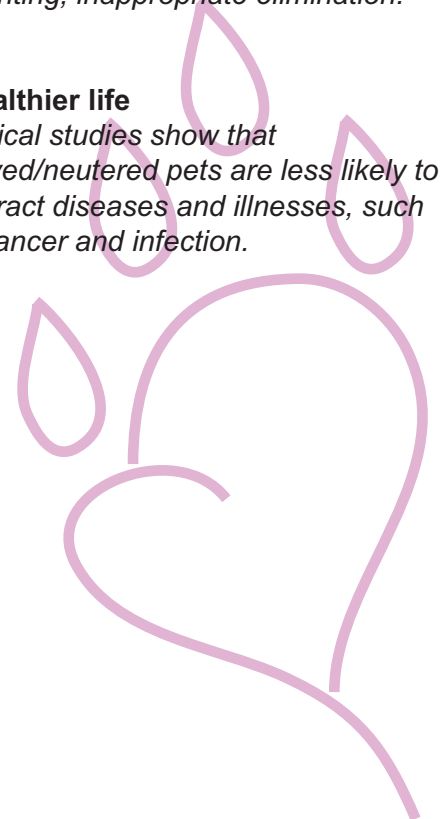 nting, inappropriate elimination.
althier life
ical studies show that
ed/neutered pets are less likely to
ract diseases and illnesses, such
ancer and infection.